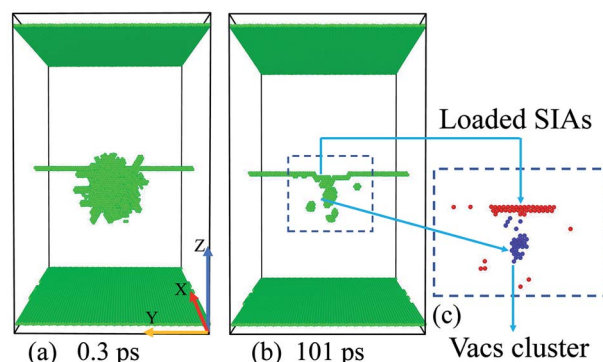 Loaded SIAs
Z
X
Y
(c)
(a) 0.3 ps
(b) 101 ps
Vacs cluster